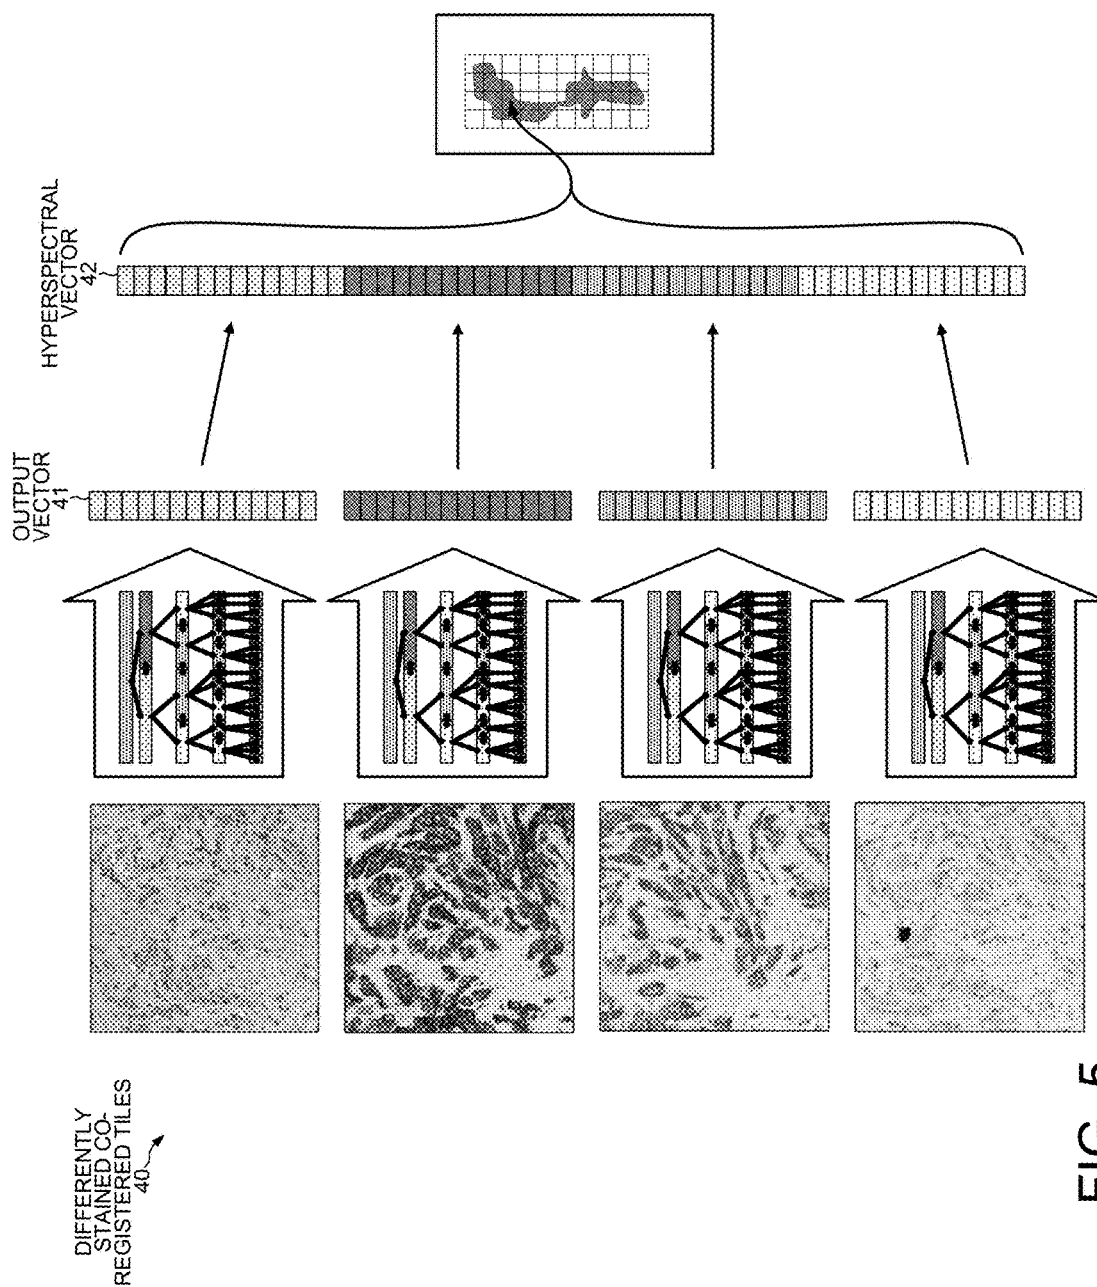 DIFFERENTLY
STAINED CO-
REGISTERED TILES
40
OUTPUT
VECTOR
41
HYPERSPECTRAL
VECTOR
42
FIG. 5